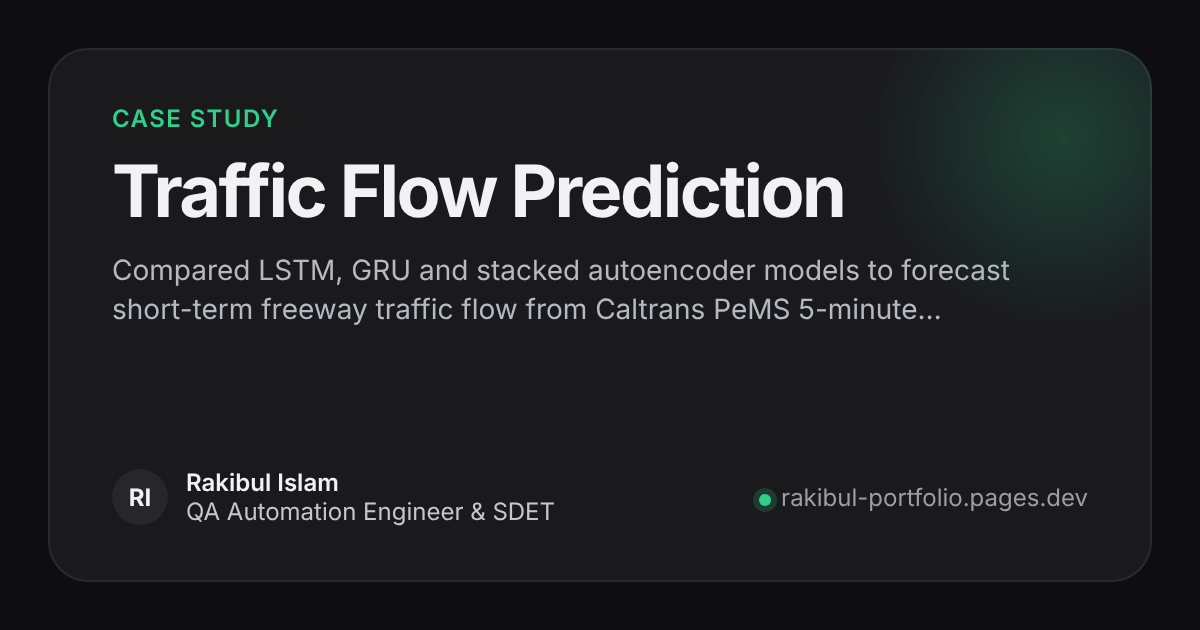 CASE STUDY
Traffic Flow Prediction
Compared LSTM, GRU and stacked autoencoder models to forecast
short-term freeway traffic flow from Caltrans PeMS 5-minute...
RI
Rakibul Islam
QA Automation Engineer & SDET
rakibul-portfolio.pages.dev